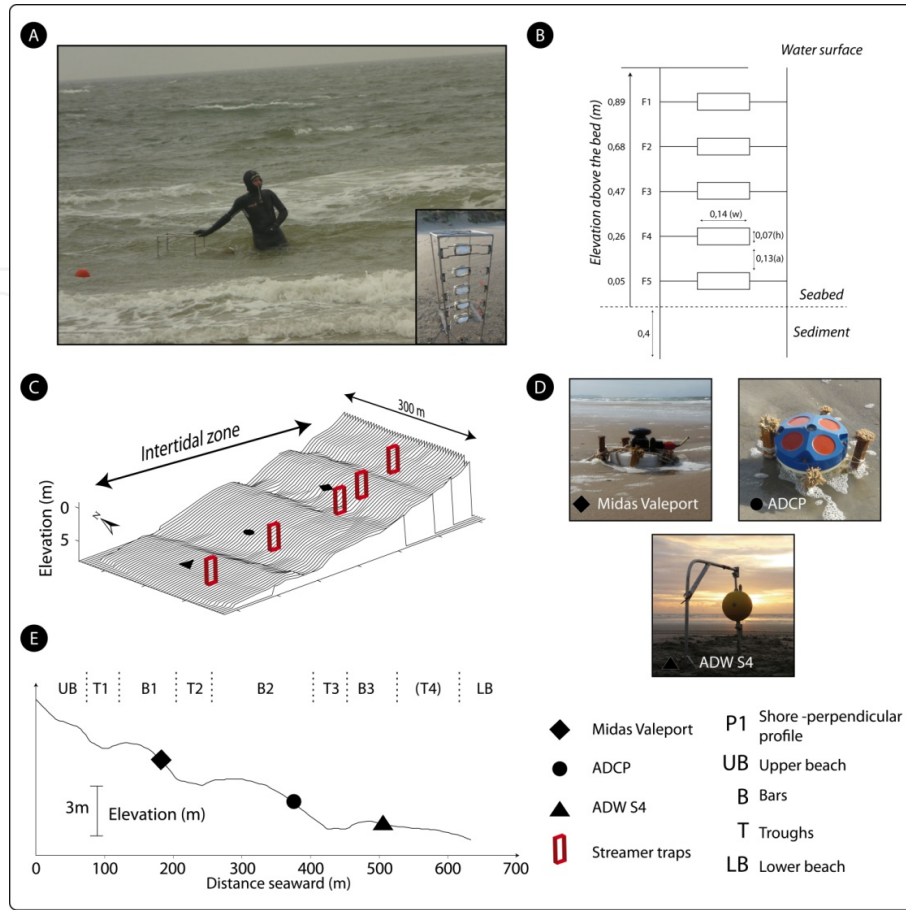 A
B
Water surface
Elevation above the bed (m)
0,89
F1
0,68
F2
0,47
F3
0,14 (w)
0,26
F4
0,07(h)
0,13(a)
0,05
F5
Seabed
0,4
Sediment
C
300 m
Intertidal zone
Elevation (m)
0
5
N
D
Midas Valeport
ADCP
ADW S4
E
UB
T1
B1
T2
B2
T3
B3
(T4)
LB
3m
Elevation (m)
0
100
200
300
400
500
600
700
Distance seaward (m)
Midas Valeport
ADCP
ADW S4
Streamer traps
P1 Shore -perpendicular
profile
UB Upper beach
B Bars
T Troughs
LB Lower beach